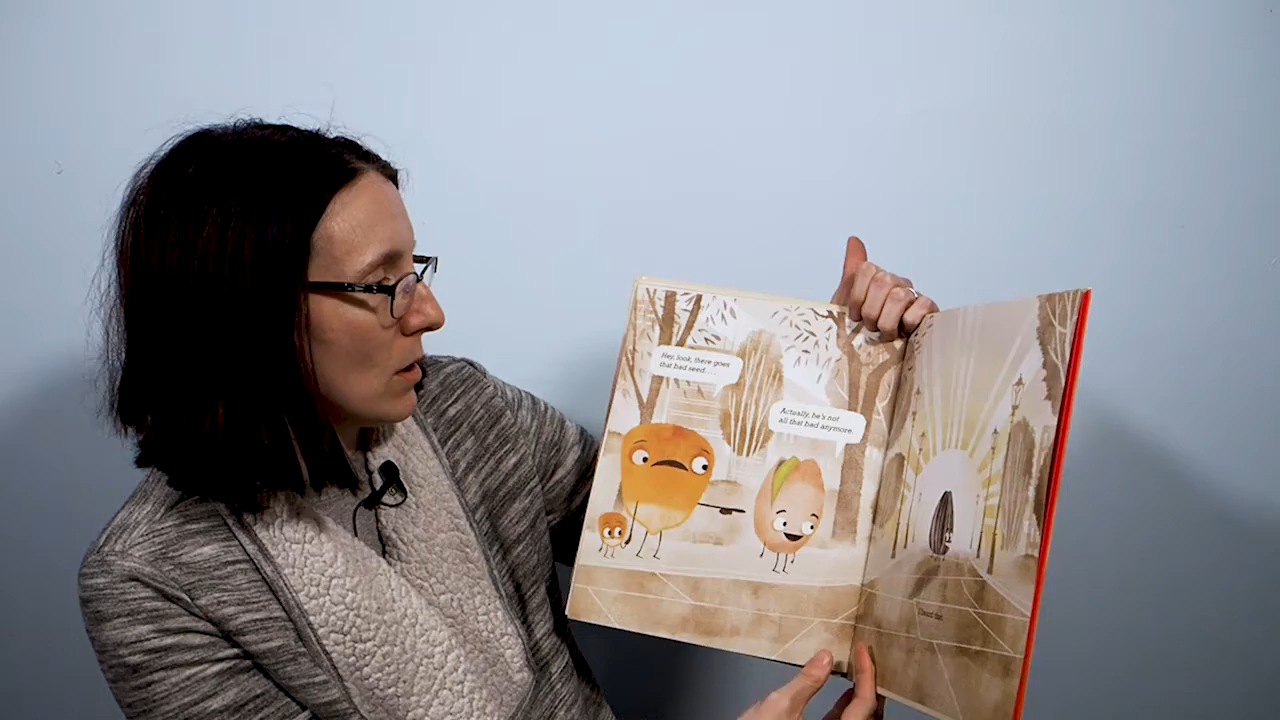 Hey, look, there goes
that bad seed....
Actually, he's not
all that bad anymore.